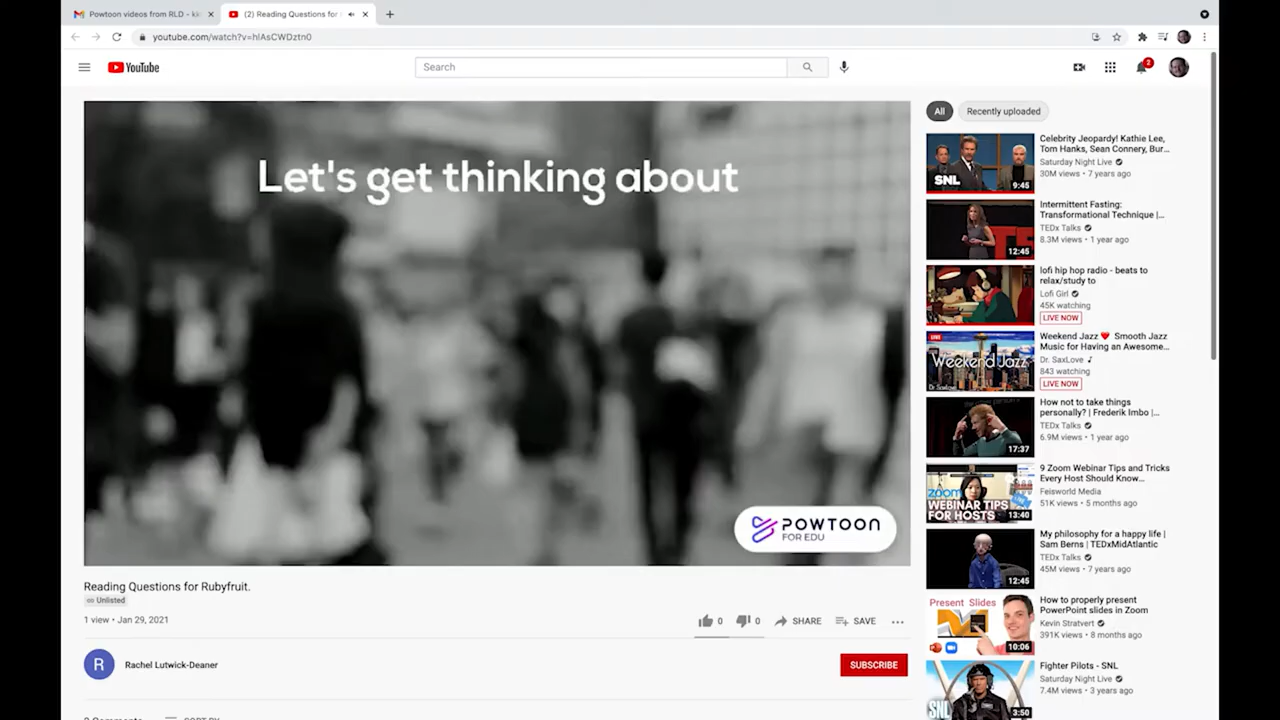 Powtoon videos from RLD - kk
(2) Reading Questions for
youtube.com/watch?v=hlAsCWDztn0
YouTube
Search
2
Let's get thinking about
POWTOON
FOR EDU
Reading Questions for Rubyfruit.
Unlisted
1 view • Jan 29, 2021
0
0
SHARE
SAVE
R
Rachel Lutwick-Deaner
SUBSCRIBE
All
Recently uploaded
SNL
9:45
Celebrity Jeopardy! Kathie Lee,
Tom Hanks, Sean Connery, Bur...
Saturday Night Live
30M views • 7 years ago
12:45
Intermittent Fasting:
Transformational Technique |...
TEDx Talks
8.3M views • 1 year ago
lofi hip hop radio - beats to
relax/study to
Lofi Girl
45K watching
LIVE NOW
LIVE
Weekend Jazz
Dr. SaxLove
Weekend Jazz ❤️ Smooth Jazz
Music for Having an Awesome...
Dr. SaxLove ♪
843 watching
LIVE NOW
17:37
How not to take things
personally? | Frederik Imbo |...
TEDx Talks
6.9M views • 1 year ago
zoom
WEBINAR TIPS
FOR HOSTS
13:40
9 Zoom Webinar Tips and Tricks
Every Host Should Know...
Feisworld Media
51K views • 5 months ago
12:45
My philosophy for a happy life |
Sam Berns | TEDxMidAtlantic
TEDx Talks
45M views • 7 years ago
Present Slides
10:06
How to properly present
PowerPoint slides in Zoom
Kevin Stratvert
391K views • 8 months ago
SNL
3:50
Fighter Pilots - SNL
Saturday Night Live
7.4M views • 3 years ago